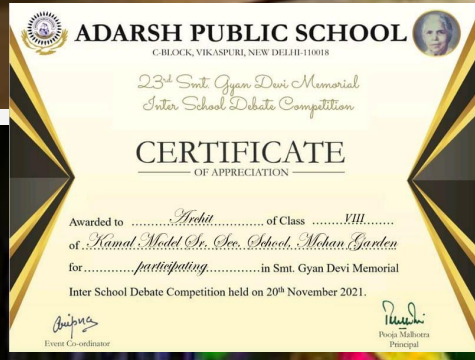 ADARSH PUBLIC SCHOOL
C-BLOCK, VIKASPURI, NEW DELHI-110018
23rd Smt. Gyan Devi Memorial
Inter School Debate Competition
CERTIFICATE
OF APPRECIATION
Awarded to ......Archit...... of Class ......VIII......
of Kamal Model Sr. Sec. School, Mohan Garden
for......participating......in Smt. Gyan Devi Memorial
Inter School Debate Competition held on 20th November 2021.
Event Co-ordinator
Pooja Malhotra
Principal